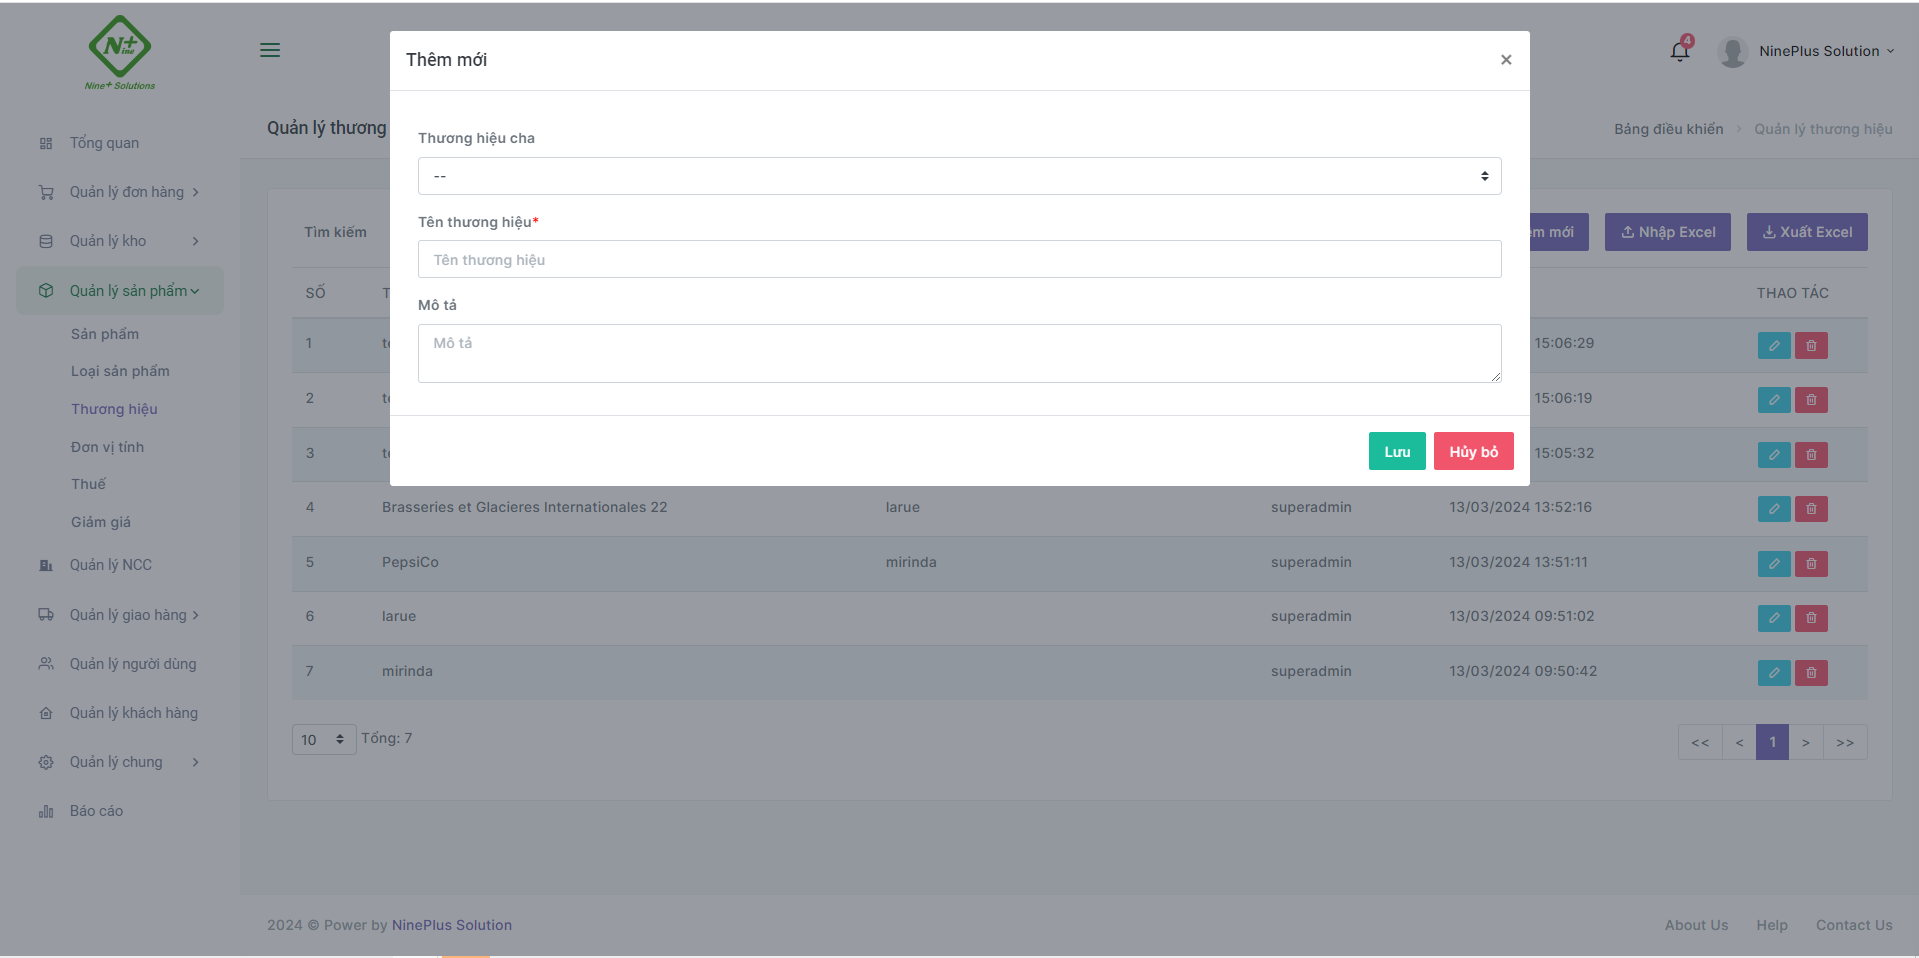 N+
ine
Nine+ Solutions
4
NinePlus Solution
Tổng quan
Quản lý đơn hàng
Quản lý kho
Quản lý sản phẩm
Sản phẩm
Loại sản phẩm
Thương hiệu
Đơn vị tính
Thuế
Giảm giá
Quản lý NCC
Quản lý giao hàng
Quản lý người dùng
Quản lý khách hàng
Quản lý chung
Báo cáo
Quản lý thương
Bảng điều khiển > Quản lý thương hiệu
Thêm mới ×
Thương hiệu cha
--
Tên thương hiệu*
Tên thương hiệu
Mô tả
Mô tả
Lưu Hủy bỏ
Tìm kiếm
mới Nhập Excel Xuất Excel
SỐ THAO TÁC
1 15:06:29
2 15:06:19
3 15:05:32
4 Brasseries et Glacieres Internationales 22 larue superadmin 13/03/2024 13:52:16
5 PepsiCo mirinda superadmin 13/03/2024 13:51:11
6 larue superadmin 13/03/2024 09:51:02
7 mirinda superadmin 13/03/2024 09:50:42
10 Tổng: 7
<< < 1 > >>
2024 © Power by NinePlus Solution
About Us Help Contact Us